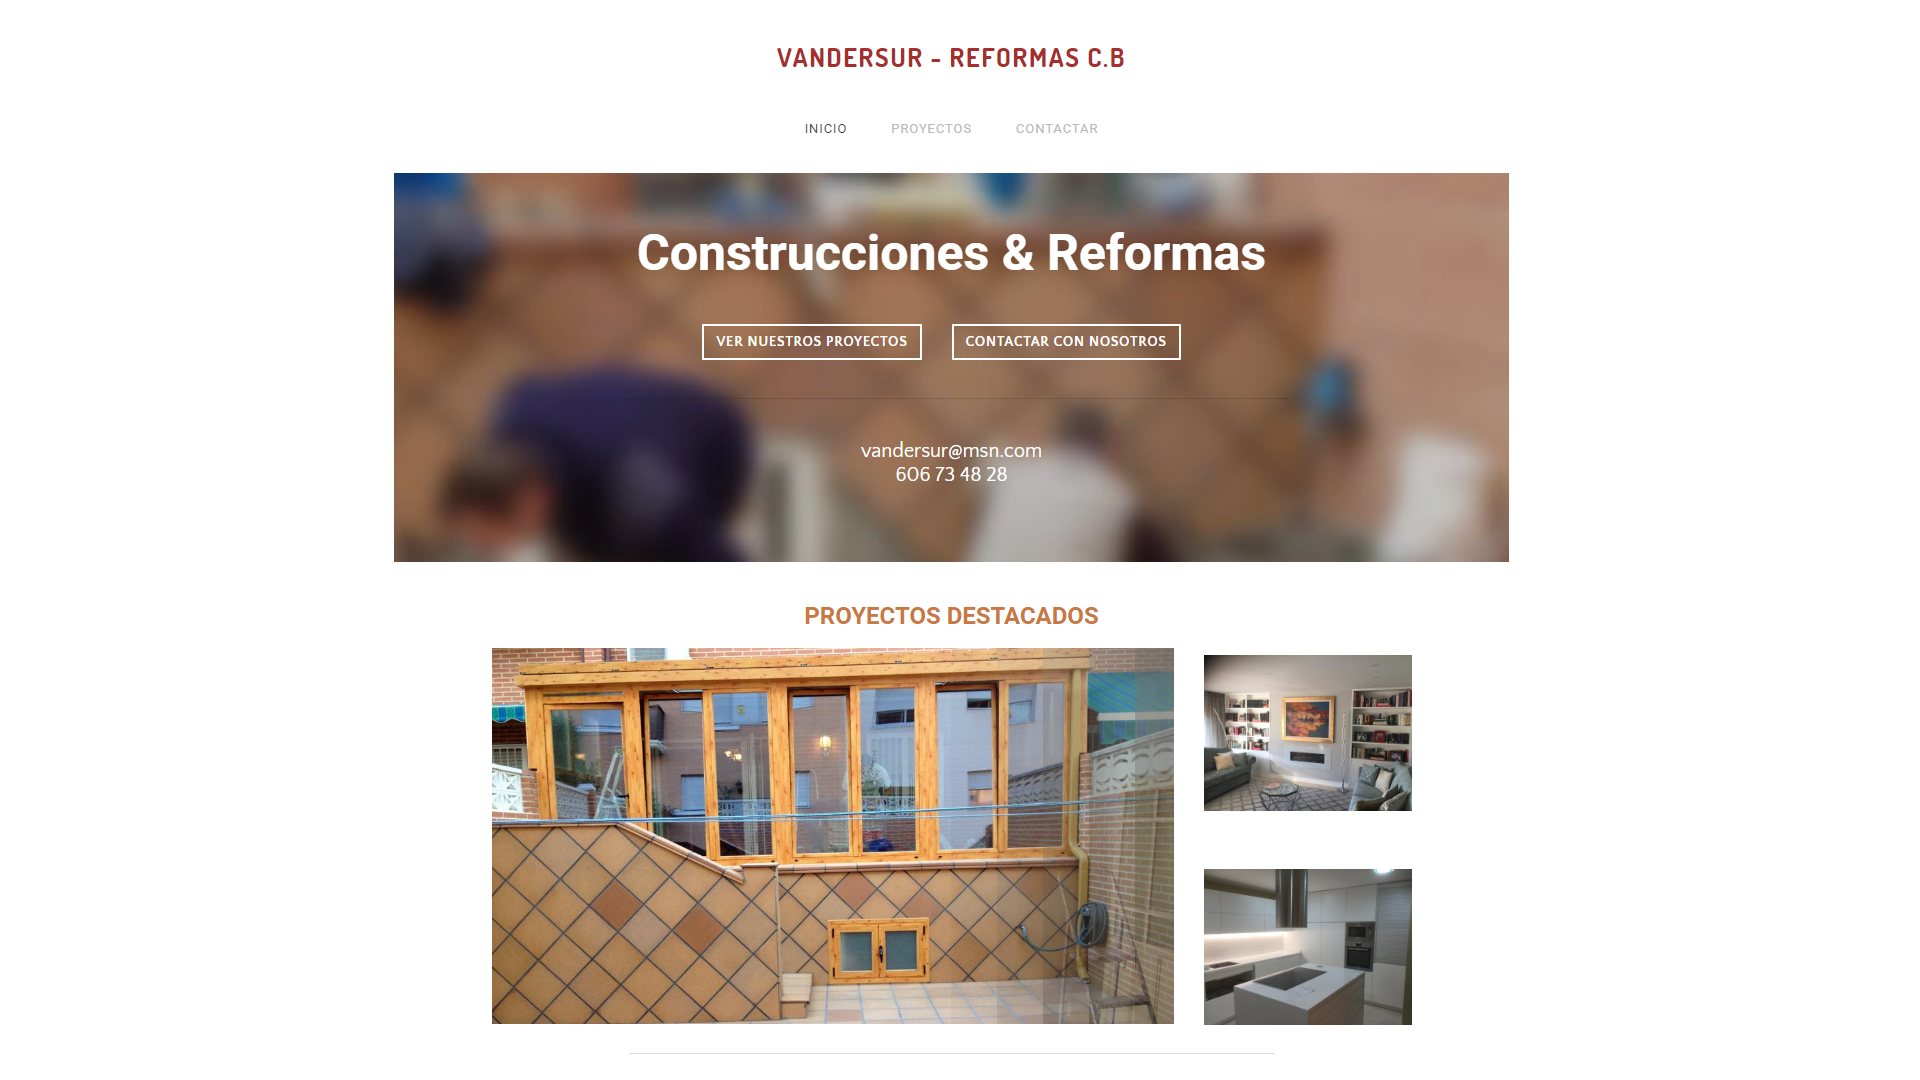 VANDERSUR - REFORMAS C.B
INICIO
PROYECTOS
CONTACTAR
Construcciones & Reformas
VER NUESTROS PROYECTOS
CONTACTAR CON NOSOTROS
vandersur@msn.com
606 73 48 28
PROYECTOS DESTACADOS